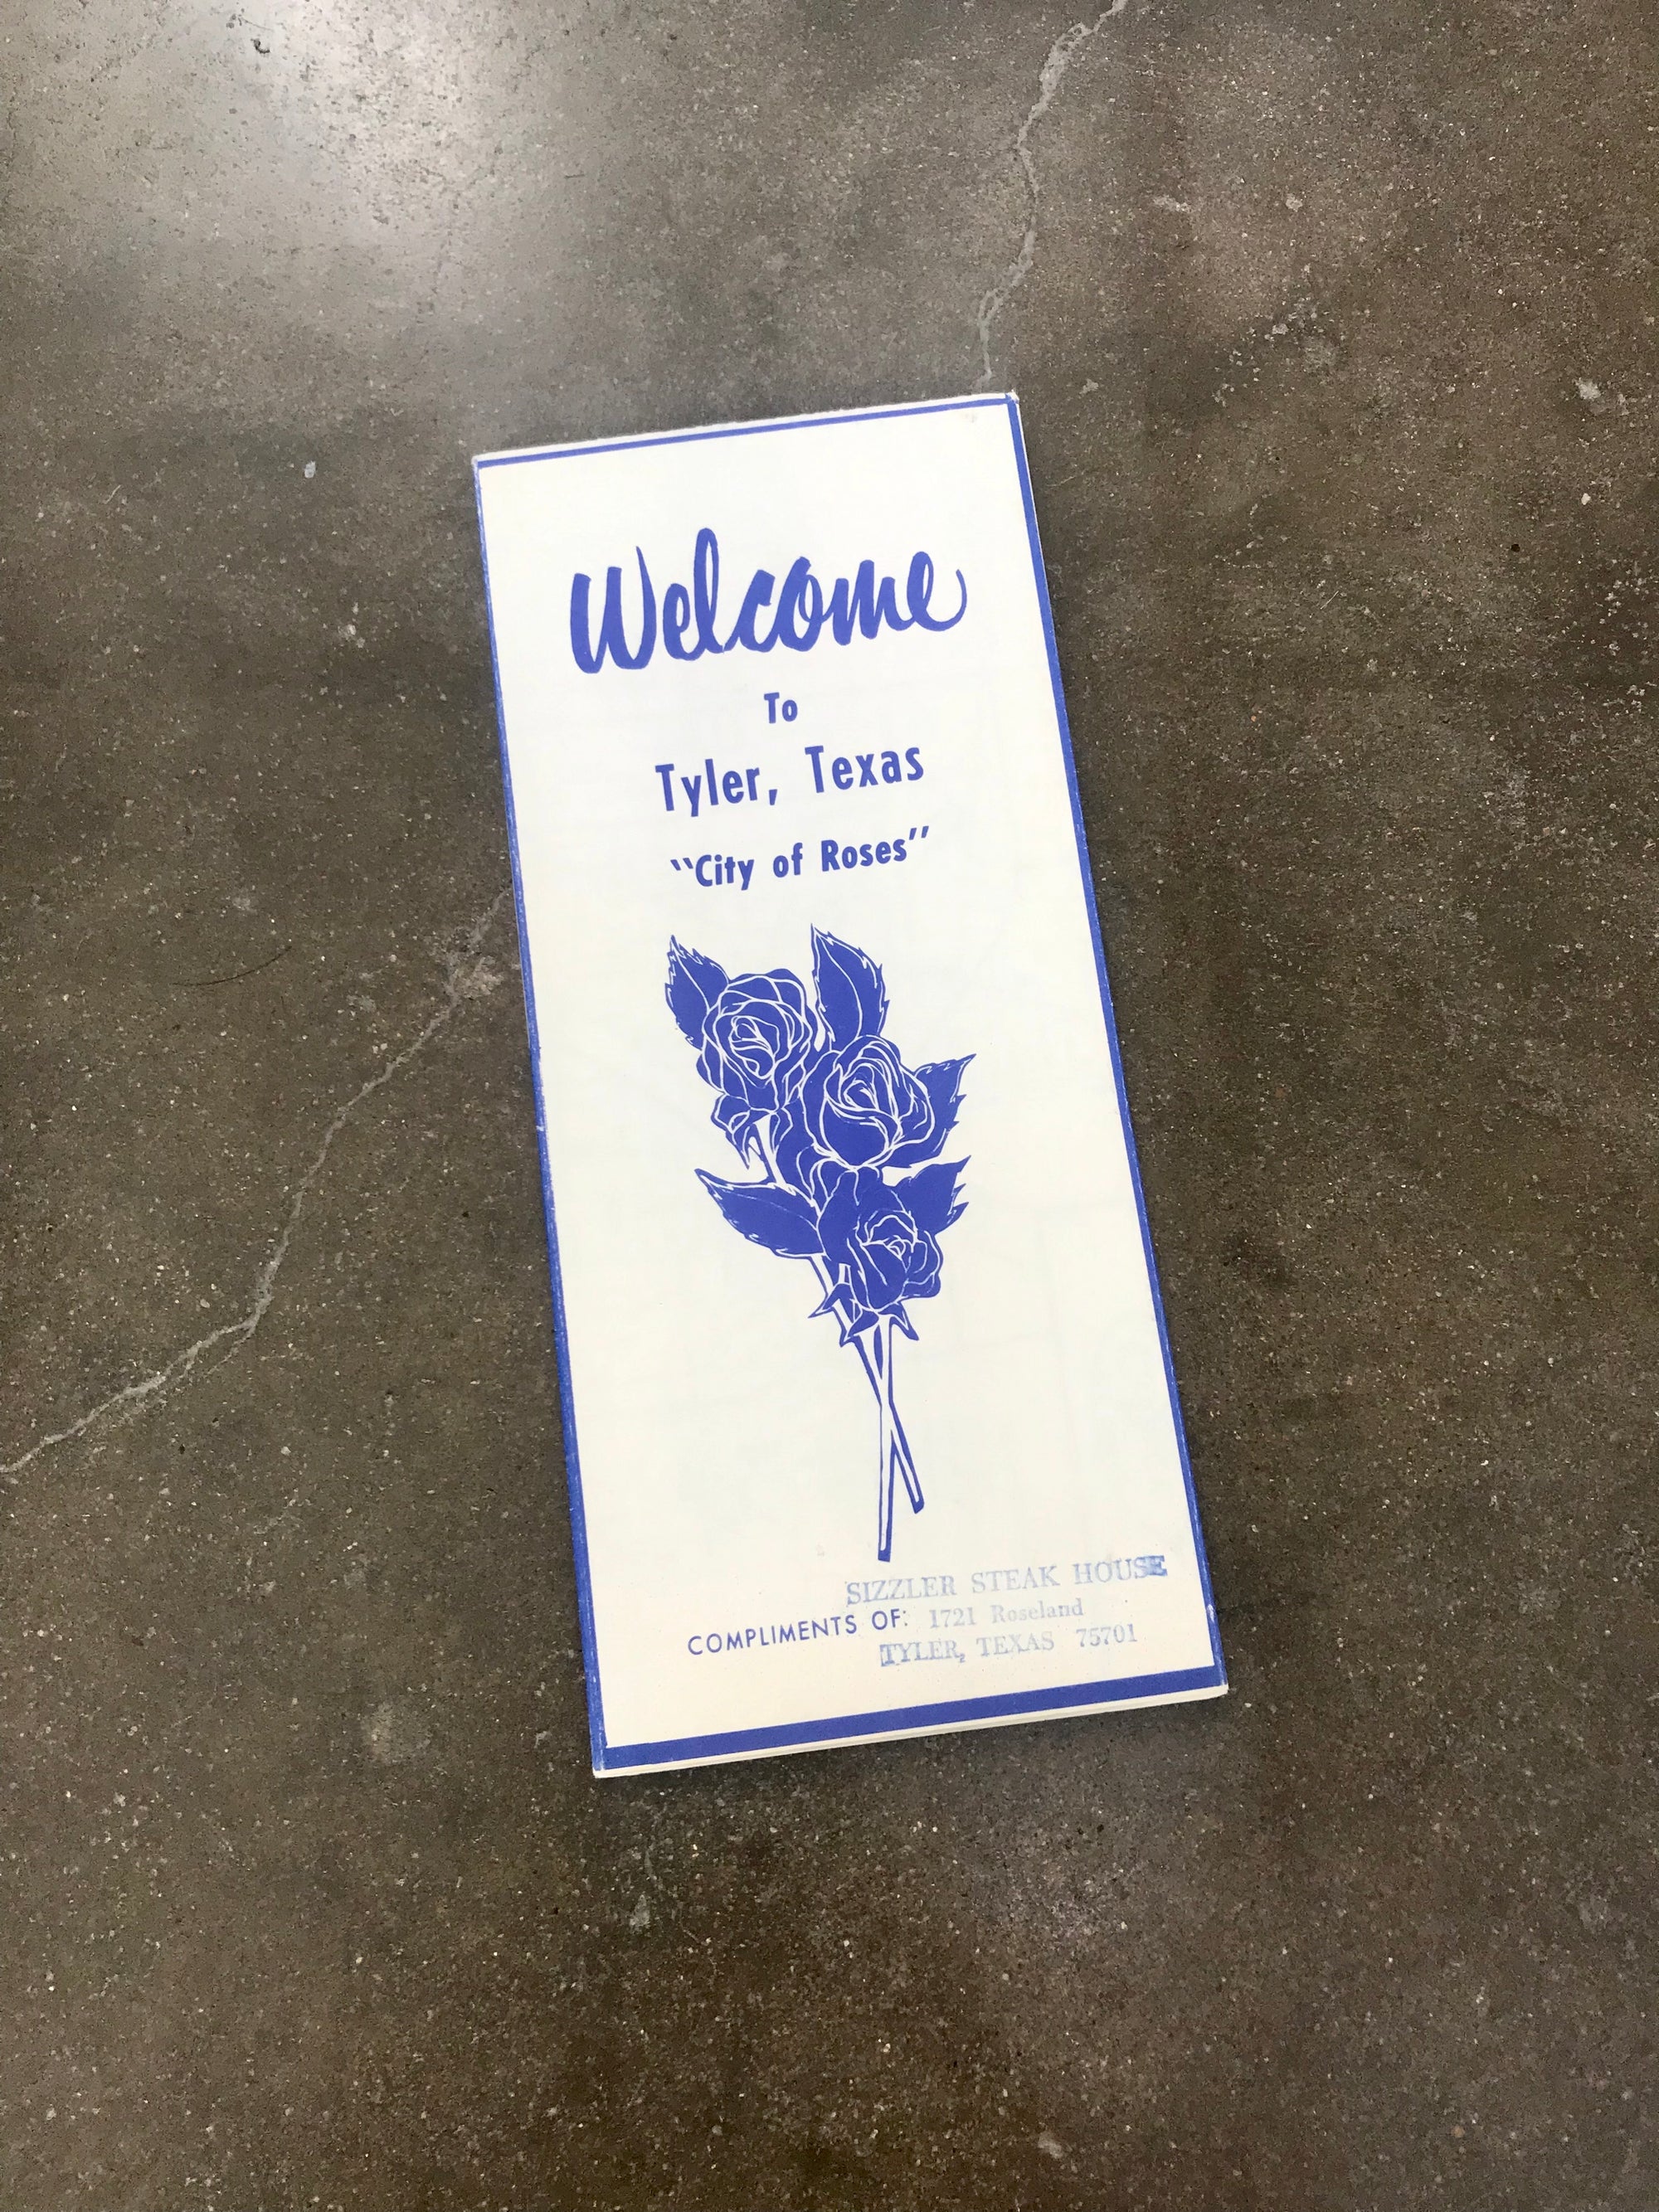 Welcome
To
Tyler, Texas
"City of Roses"
SIZZLER STEAK HOUSE
COMPLIMENTS OF: 1721 Roseland
TYLER, TEXAS 75701